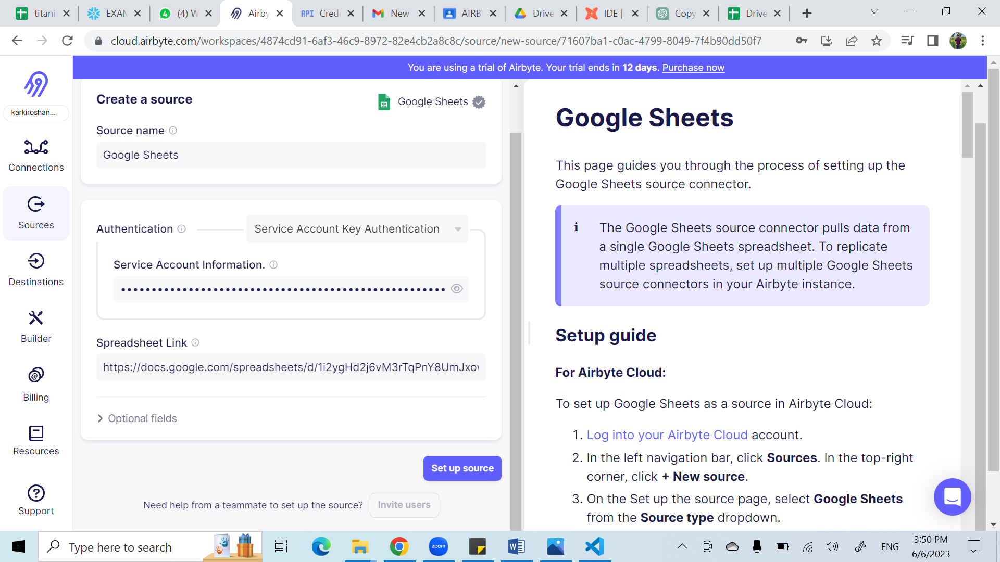 titani
EXAM
(4) W
Airby
API Cred
New
AIRBY
Drive
IDE |
Copy
Drive
cloud.airbyte.com/workspaces/4874cd91-6af3-46c9-8972-82e4cb2a8c8c/source/new-source/71607ba1-c0ac-4799-8049-7f4b90dd50f7
You are using a trial of Airbyte. Your trial ends in 12 days. Purchase now
karkiroshan...
Connections
Sources
Destinations
Builder
Billing
Resources
Support
Create a source
Google Sheets
Source name
Google Sheets
Authentication
Service Account Key Authentication
Service Account Information.
••••••••••••••••••••••••••••••••••••••••••••
Spreadsheet Link
https://docs.google.com/spreadsheets/d/1i2ygHd2j6vM3rTqPnY8UmJxov
Optional fields
Set up source
Need help from a teammate to set up the source?
Invite users
Google Sheets
This page guides you through the process of setting up the
Google Sheets source connector.
The Google Sheets source connector pulls data from
a single Google Sheets spreadsheet. To replicate
multiple spreadsheets, set up multiple Google Sheets
source connectors in your Airbyte instance.
Setup guide
For Airbyte Cloud:
To set up Google Sheets as a source in Airbyte Cloud:
1. Log into your Airbyte Cloud account.
2. In the left navigation bar, click Sources. In the top-right
corner, click + New source.
3. On the Set up the source page, select Google Sheets
from the Source type dropdown.
Type here to search
zoom
ENG
3:50 PM
6/6/2023